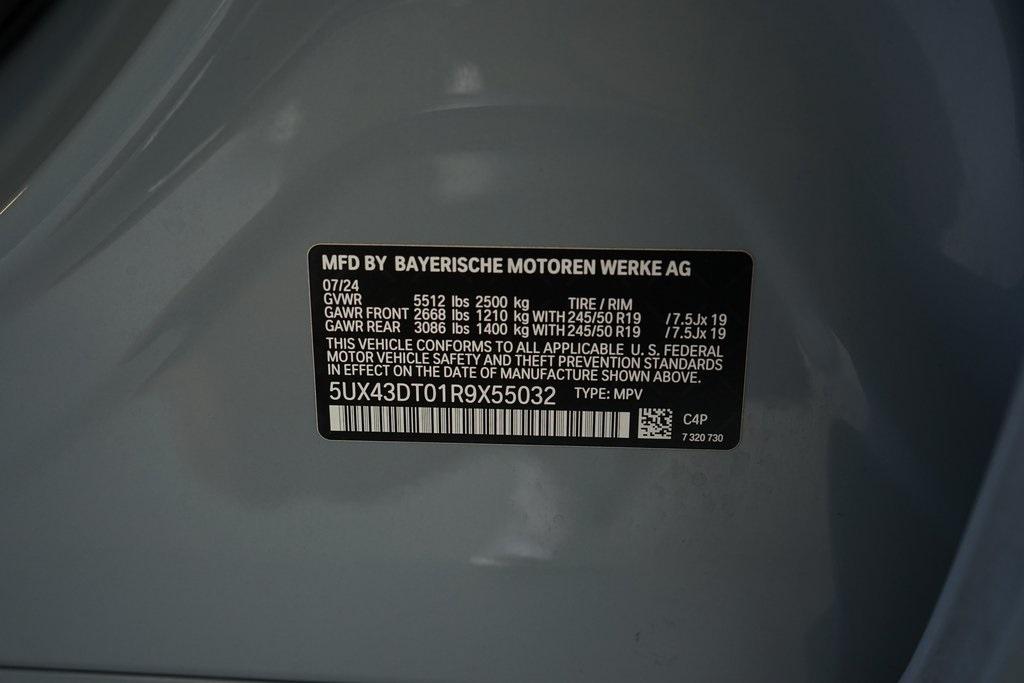 MFD BY BAYERISCHE MOTOREN WERKE AG
07/24
GVWR 5512 lbs 2500 kg TIRE / RIM
GAWR FRONT 2668 lbs 1210 kg WITH 245/50 R19 /7.5Jx 19
GAWR REAR 3086 lbs 1400 kg WITH 245/50 R19 /7.5Jx 19
THIS VEHICLE CONFORMS TO ALL APPLICABLE U. S. FEDERAL
MOTOR VEHICLE SAFETY AND THEFT PREVENTION STANDARDS
IN EFFECT ON THE DATE OF MANUFACTURE SHOWN ABOVE.
5UX43DT01R9X55032 TYPE: MPV
C4P
7 320 730